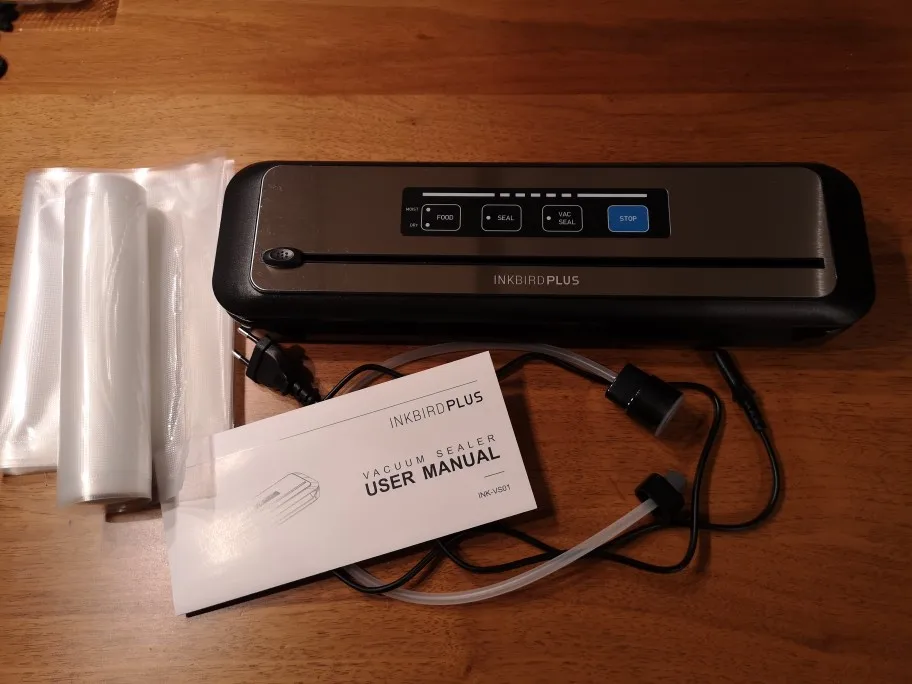 MOIST
DRY
FOOD
SEAL
VAC
SEAL
STOP
INKBIRDPLUS
INKBIRDPLUS
VACUUM SEALER
USER MANUAL
INK-VS01